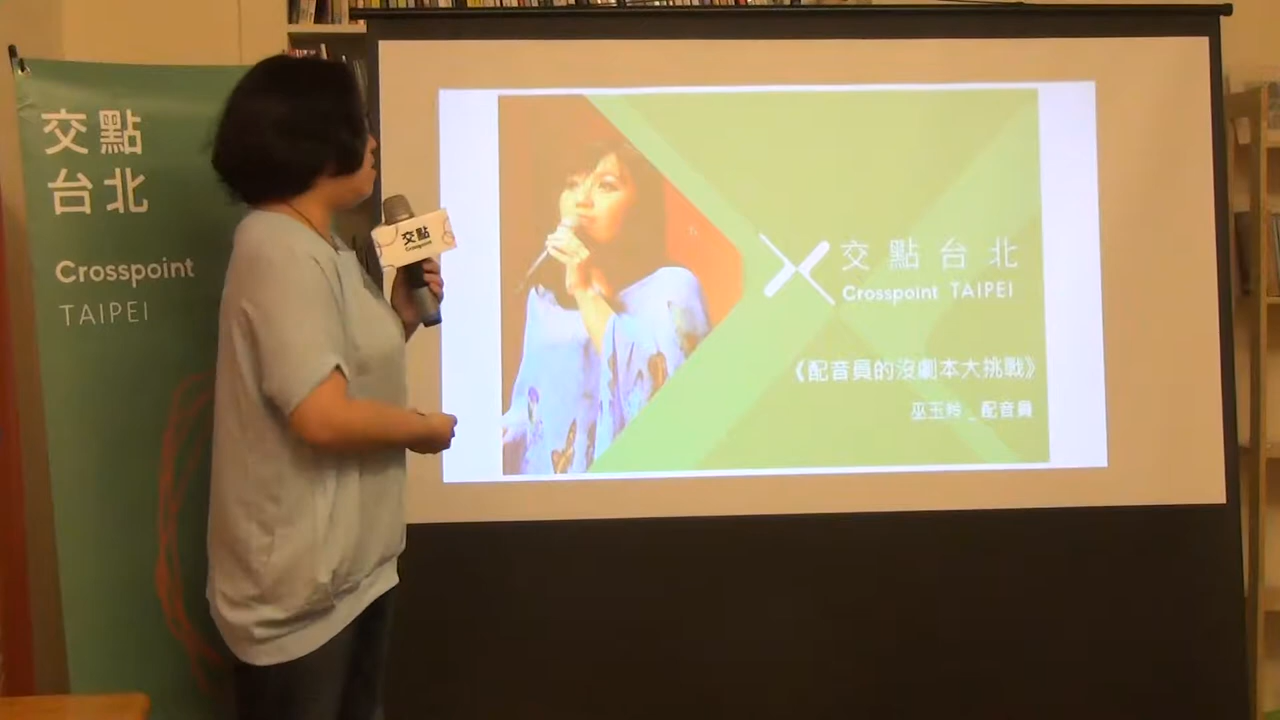 交點
台北
Crosspoint
TAIPEI
交點
Crosspoint
交點台北
Crosspoint TAIPEI
《配音員的沒劇本大挑戰》
巫玉羚_配音員